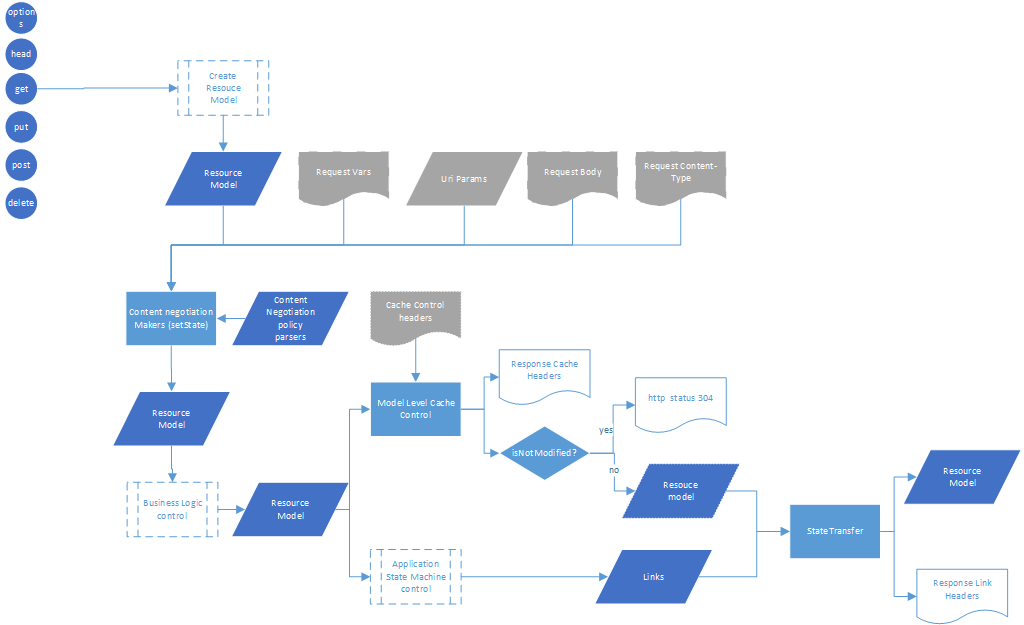 option
s
head
get
put
post
delete
Create
Resouce
Model
Resource
Model
Request Vars
Uri Params
Request Body
Request Content-
Type
Content negotiation
Makers (setState)
Content
Negotiation
policy
parsers
Cache Control
headers
Resource
Model
Model Level Cache
Control
Response Cache
Headers
isNotModified?
yes
no
http status 304
Resouce
model
Business Logic
control
Resource
Model
Application
State Machine
control
Links
StateTransfer
Resource
Model
Response Link
Headers